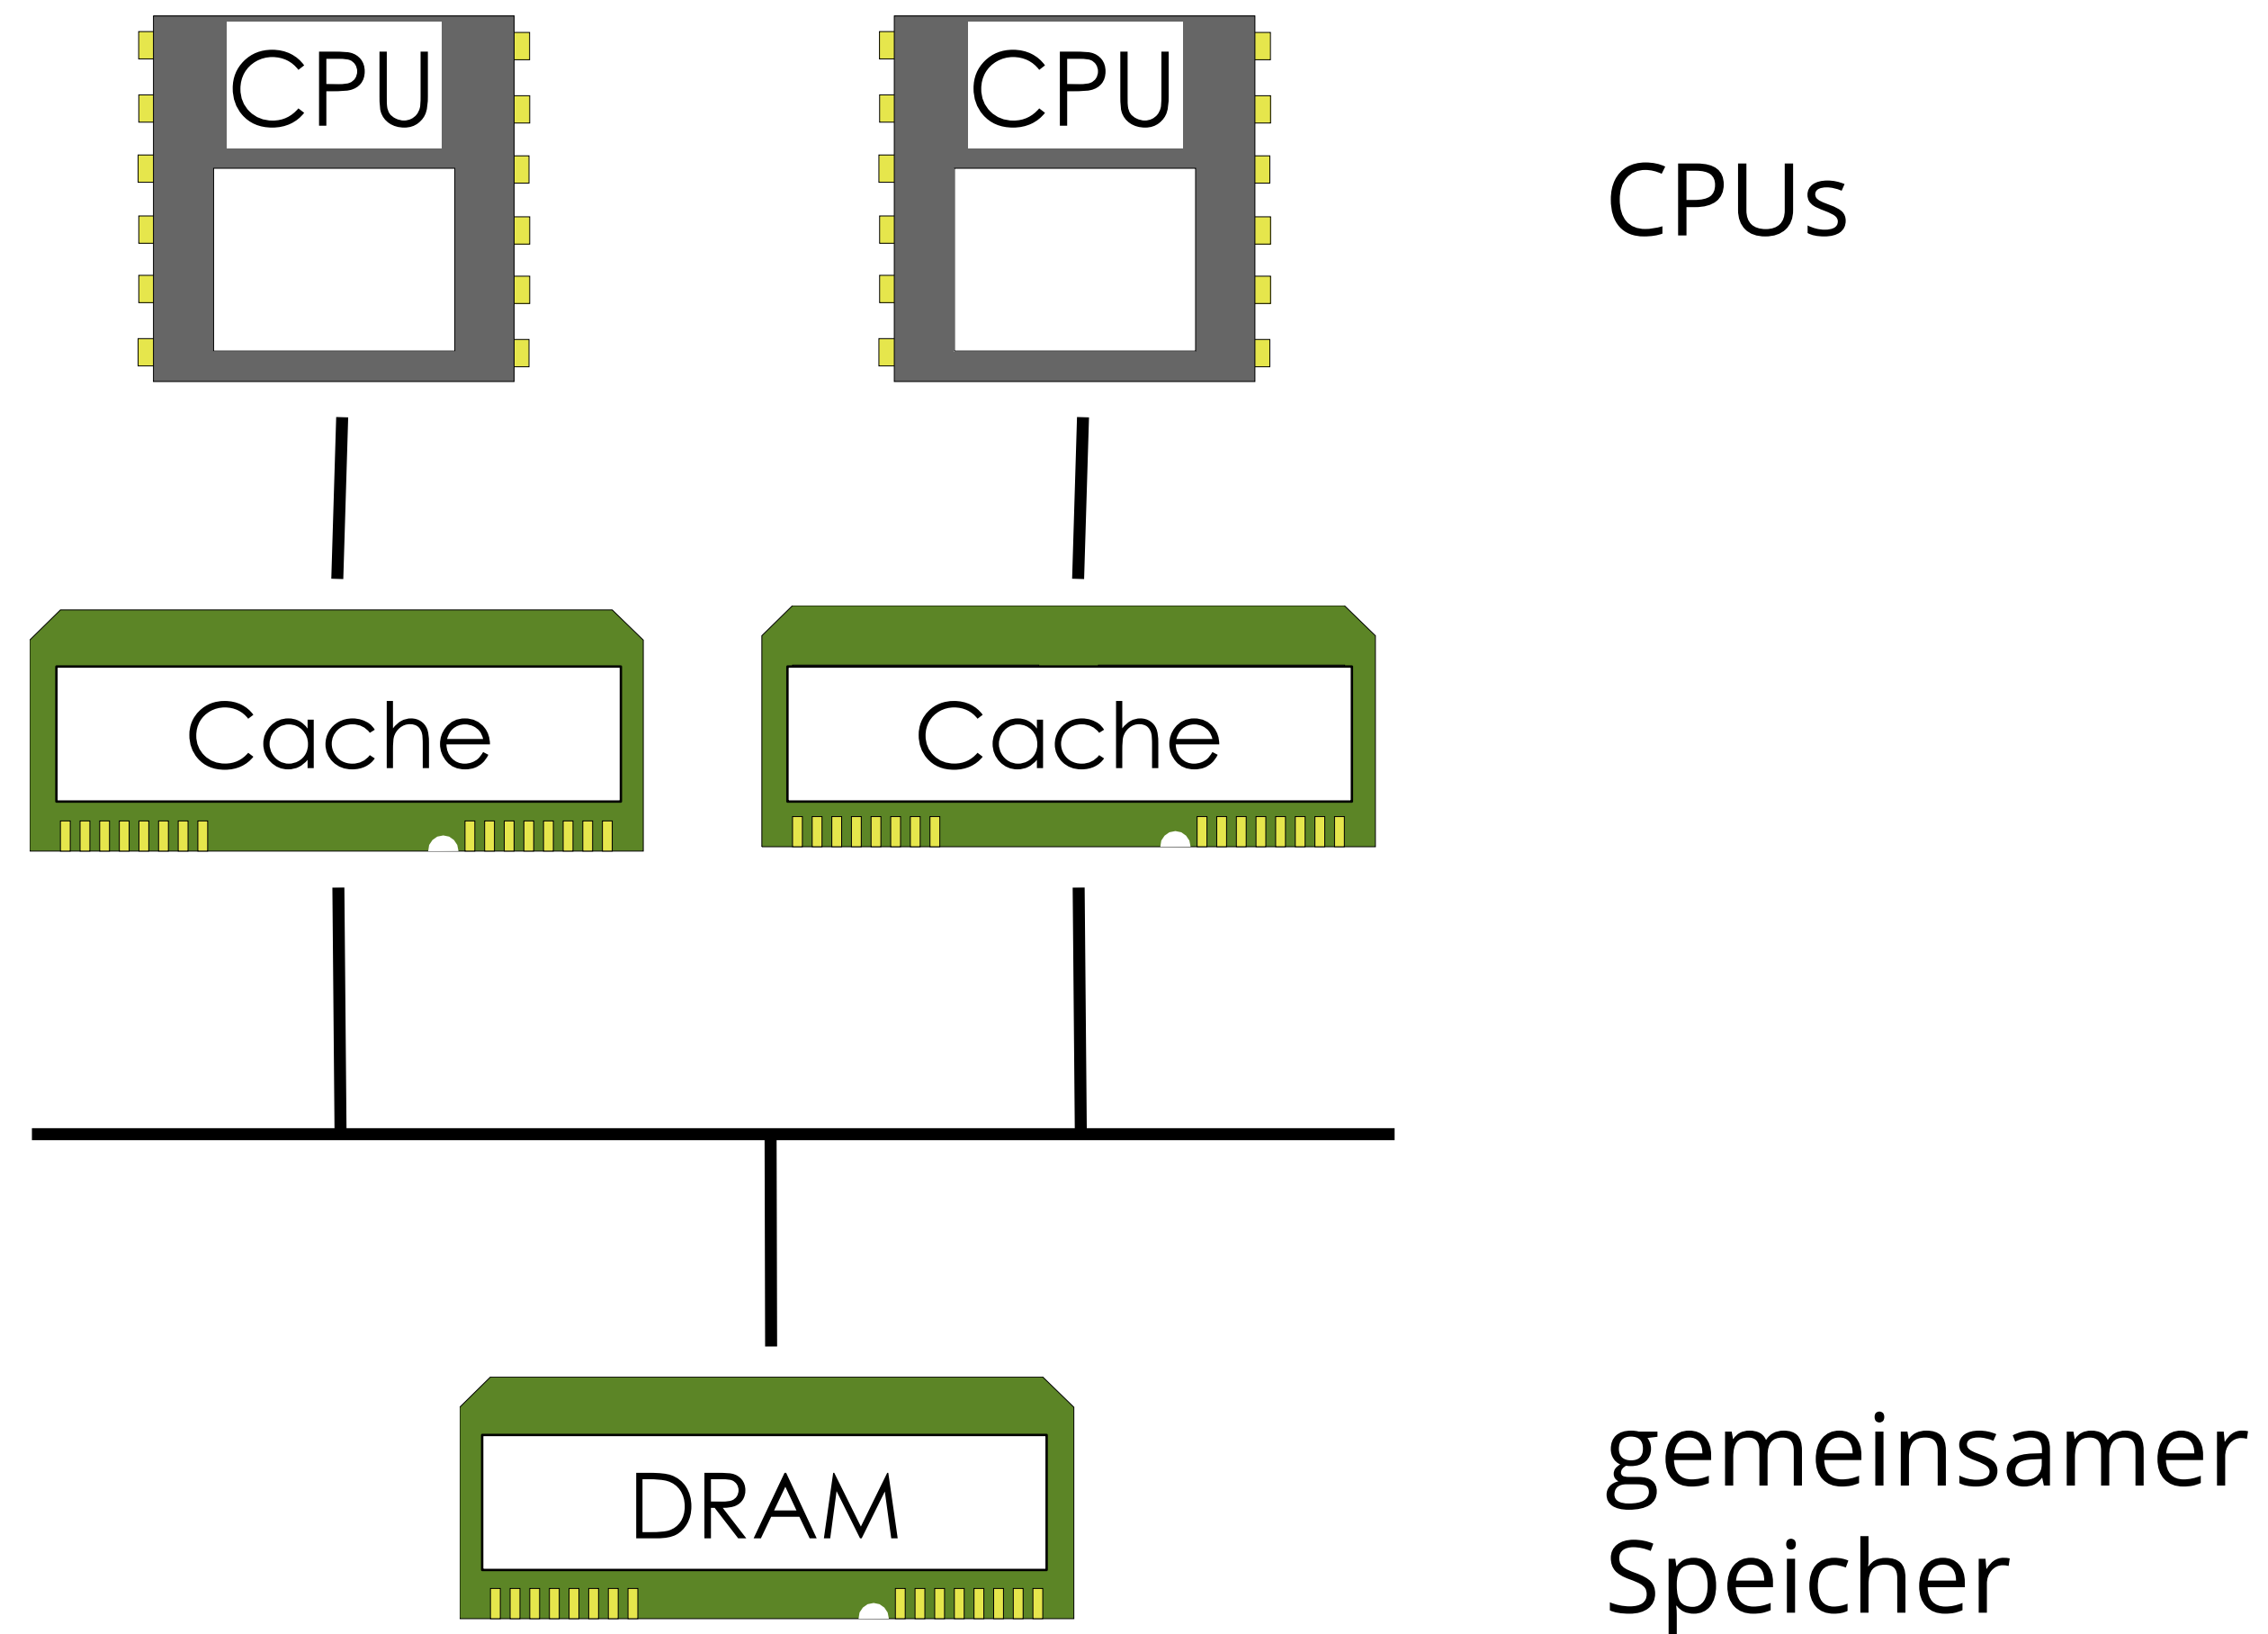 CPU
CPU
CPUs
Cache
Cache
DRAM
gemeinsamer
Speicher